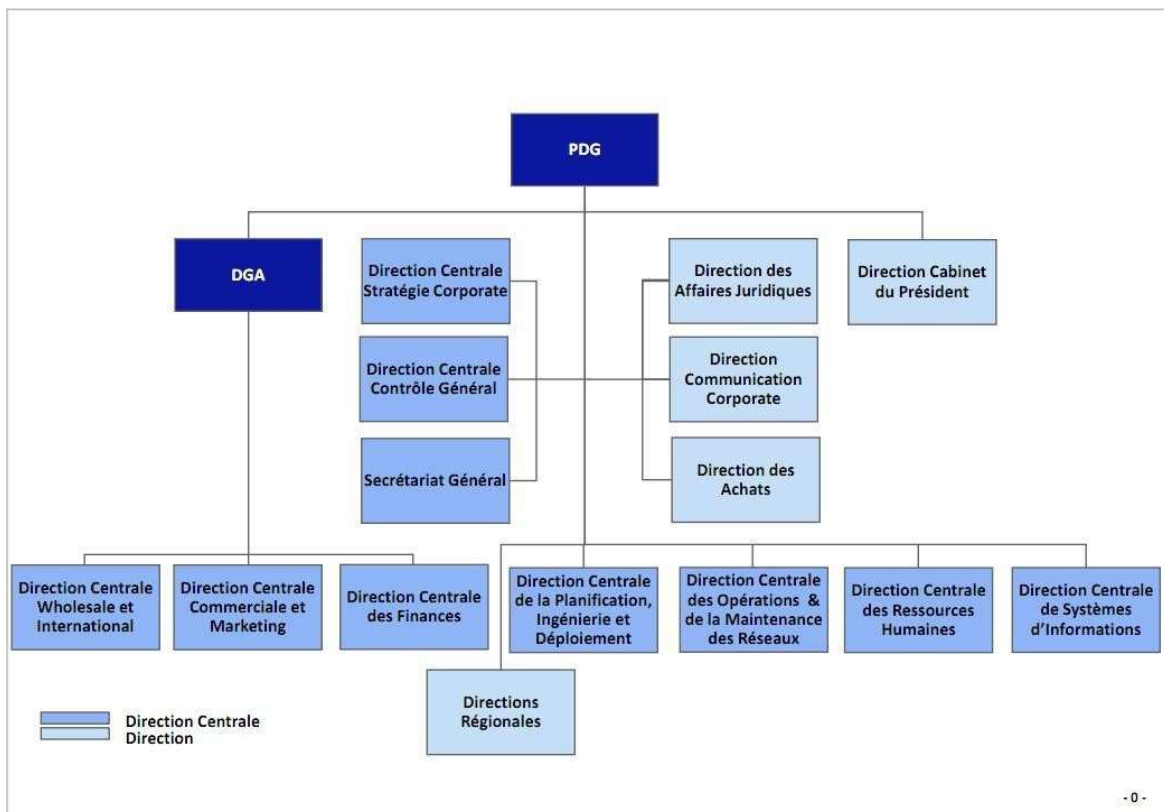 PDG
DGA
Direction Centrale
Stratégie Corporate
Direction des
Affaires Juridiques
Direction Cabinet
du Président
Direction Centrale
Contrôle Général
Direction
Communication
Corporate
Secrétariat Général
Direction des
Achats
Direction Centrale
Wholesale et
International
Direction Centrale
Commerciale et
Marketing
Direction Centrale
des Finances
Direction Centrale
de la Planification,
Ingénierie et
Déploiement
Direction Centrale
des Opérations &
de la Maintenance
des Réseaux
Direction Centrale
des Ressources
Humaines
Direction Centrale
de Systèmes
d'Informations
Directions
Régionales
Direction Centrale
Direction
- 0 -